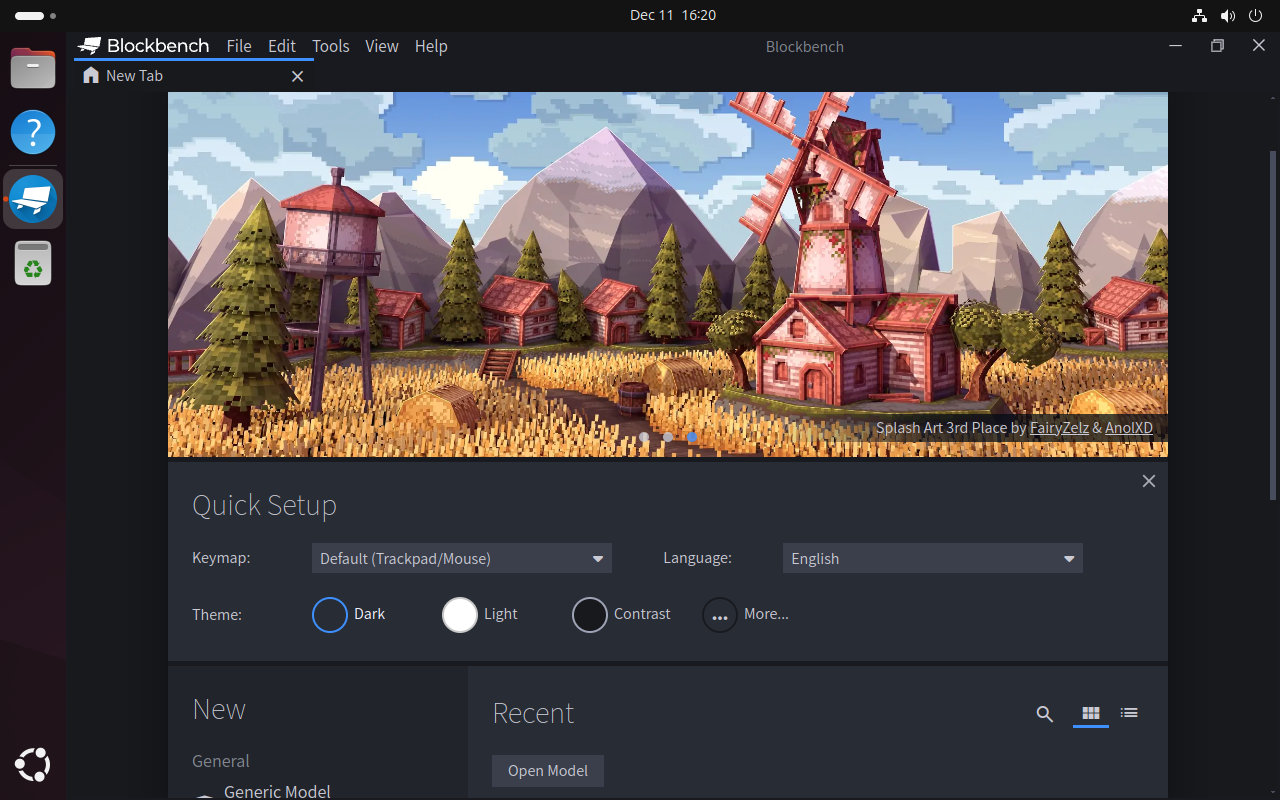 Dec 11 16:20
Blockbench File Edit Tools View Help Blockbench
New Tab
Splash Art 3rd Place by FairyZelz & AnolXD
Quick Setup
Keymap: Default (Trackpad/Mouse) Language: English
Theme: Dark Light Contrast More...
New
Recent
General
Open Model
Generic Model